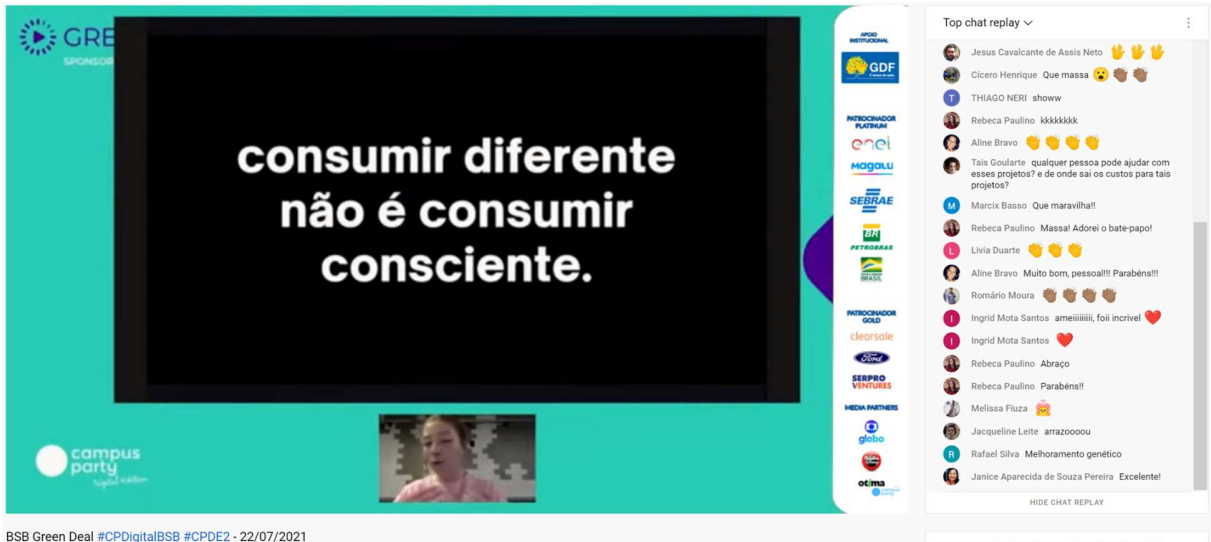 GRE
SPONSOR
consumir diferente
não é consumir
consciente.
campus
party
Digital Edition
APOIO
INSTITUCIONAL
GDF
PATROCINADOR
PLATINUM
enel
Magalu
SEBRAE
BR
PETROBRAS
BRASIL
PATROCINADOR
GOLD
clearsale
Ford
SERPRO
VENTURES
MEDIA PARTNERS
globo
otima
campus
party
BSB Green Deal #CPDigitalBSB #CPDE2 - 22/07/2021
Top chat replay
Jesus Cavalcante de Assis Neto 🖖🖖🖖
Cícero Henrique Que massa 😮👏🏽👏🏽
T THIAGO NERI showw
Rebeca Paulino kkkkkkkk
Aline Bravo 👏👏👏👏
Tais Goularte qualquer pessoa pode ajudar com
esses projetos? e de onde sai os custos para tais
projetos?
M Marcix Basso Que maravilha!!
Rebeca Paulino Massa! Adorei o bate-papo!
L Livia Duarte 👏👏👏
Aline Bravo Muito bom, pessoal!!! Parabéns!!!
Romário Moura 👏🏽👏🏽👏🏽👏🏽
I Ingrid Mota Santos ameiiiiiiiii, foii incrivel ❤️
I Ingrid Mota Santos ❤️
Rebeca Paulino Abraço
Rebeca Paulino Parabéns!!
Melissa Fiuza
Jacqueline Leite arrazoooou
R Rafael Silva Melhoramento genético
Janice Aparecida de Souza Pereira Excelente!
HIDE CHAT REPLAY